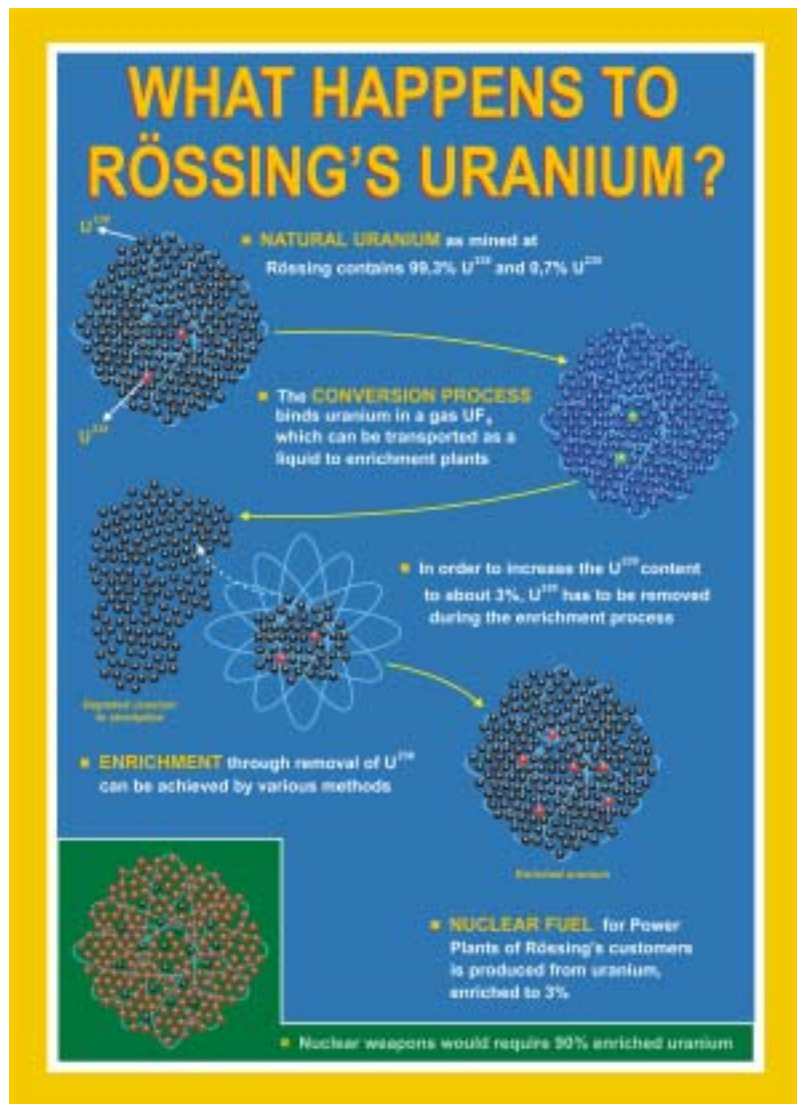 WHAT HAPPENS TO
RÖSSING'S URANIUM?
U²³⁸
■ NATURAL URANIUM as mined at
Rössing contains 99,3% U²³⁸ and 0,7% U²³⁵
■ The CONVERSION PROCESS
binds uranium in a gas UF₆
which can be transported as a
liquid to enrichment plants
U²³⁵
■ In order to increase the U²³⁵ content
to about 3%, U²³⁸ has to be removed
during the enrichment process
Depleted uranium
to stockpiles
■ ENRICHMENT through removal of U²³⁸
can be achieved by various methods
Enriched uranium
■ NUCLEAR FUEL for Power
Plants of Rössing's customers
is produced from uranium,
enriched to 3%
■ Nuclear weapons would require 90% enriched uranium